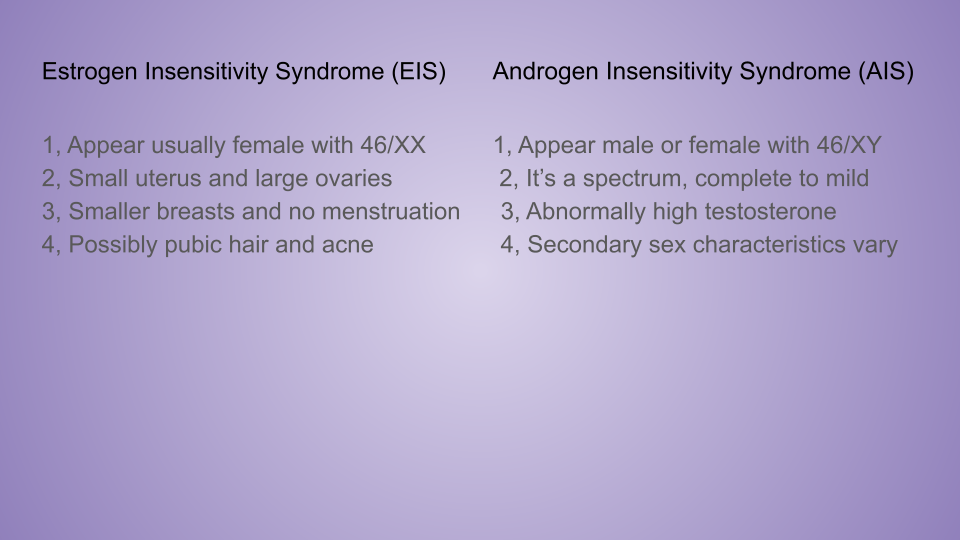 Estrogen Insensitivity Syndrome (EIS)
1, Appear usually female with 46/XX
2, Small uterus and large ovaries
3, Smaller breasts and no menstruation
4, Possibly pubic hair and acne
Androgen Insensitivity Syndrome (AIS)
1, Appear male or female with 46/XY
2, It’s a spectrum, complete to mild
3, Abnormally high testosterone
4, Secondary sex characteristics vary